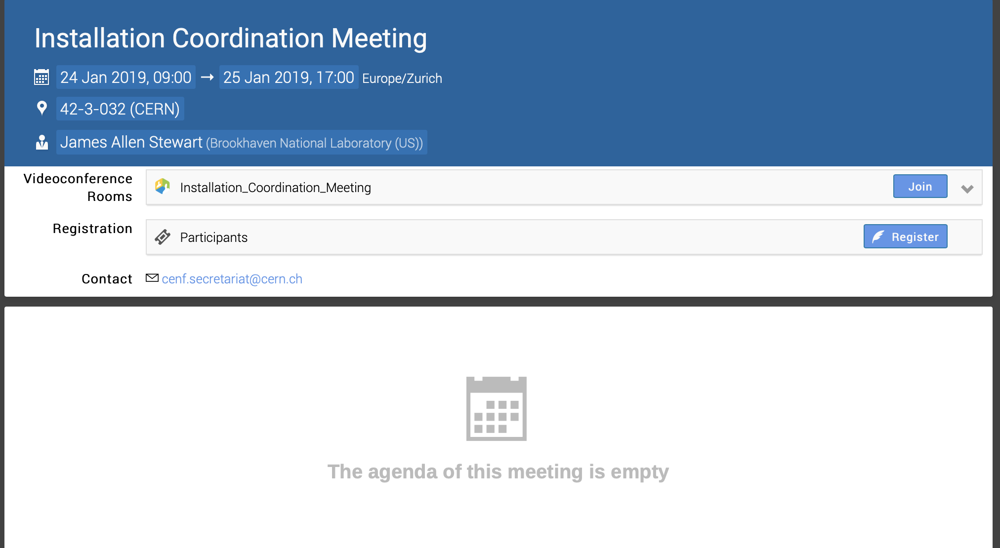 Installation Coordination Meeting
24 Jan 2019, 09:00 → 25 Jan 2019, 17:00 Europe/Zurich
42-3-032 (CERN)
James Allen Stewart (Brookhaven National Laboratory (US))
Videoconference
Rooms
Installation_Coordination_Meeting
Join
Registration
Participants
Register
Contact
cenf.secretariat@cern.ch
The agenda of this meeting is empty